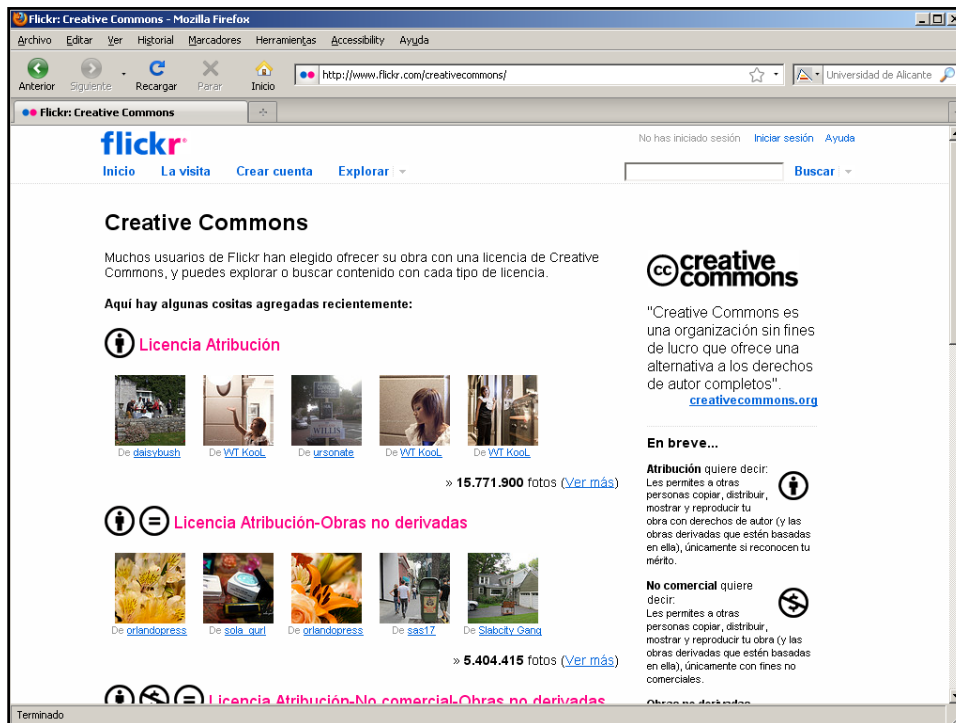 Flickr: Creative Commons - Mozilla Firefox
Archivo Editar Ver Historial Marcadores Herramientas Accessibility Ayuda
Anterior Siguiente Recargar Parar Inicio
http://www.flickr.com/creativecommons/
Universidad de Alicante
Flickr: Creative Commons
flickr
No has iniciado sesión Iniciar sesión Ayuda
Inicio La visita Crear cuenta Explorar
Buscar
Creative Commons
Muchos usuarios de Flickr han elegido ofrecer su obra con una licencia de Creative
Commons, y puedes explorar o buscar contenido con cada tipo de licencia.
Aquí hay algunas cositas agregadas recientemente:
Licencia Atribución
WILLIS
De daisybush De WT KooL De ursonate De WT KooL De WT KooL
» 15.771.900 fotos (Ver más)
Licencia Atribución-Obras no derivadas
De orlandopress De sola_gurl De orlandopress De sas17 De Slabcity Gang
» 5.404.415 fotos (Ver más)
Licencia Atribución-No comercial-Obras no derivadas
cc creative
commons
"Creative Commons es
una organización sin fines
de lucro que ofrece una
alternativa a los derechos
de autor completos".
creativecommons.org
En breve...
Atribución quiere decir:
Les permites a otras
personas copiar, distribuir,
mostrar y reproducir tu
obra con derechos de autor (y las
obras derivadas que estén basadas
en ella), únicamente si reconocen tu
mérito.
No comercial quiere
decir:
Les permites a otras
personas copiar, distribuir,
mostrar y reproducir tu obra (y las
obras derivadas que estén basadas
en ella), únicamente con fines no
comerciales.
Obras no derivadas
Terminado